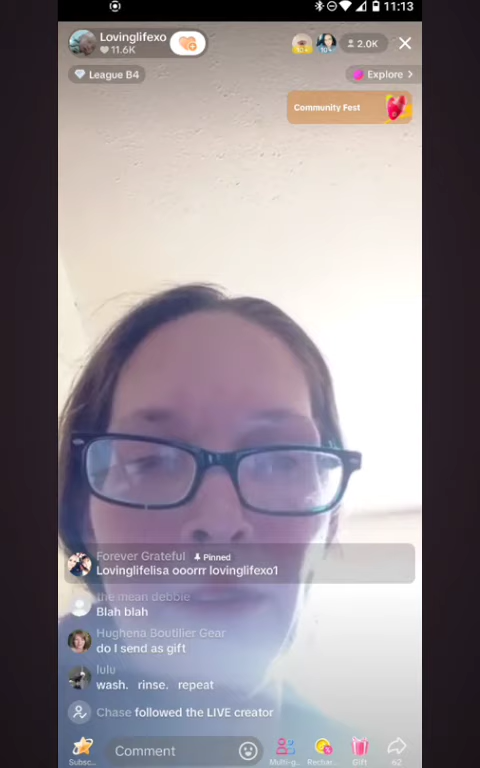 11:13
Lovinglifexo
11.6K
2.0K
League B4
Explore >
Community Fest
Forever Grateful Pinned
Lovinglifelisa ooorrr lovinglifexo1
the mean debbie
Blah blah
Hughena Boutilier Gear
do I send as gift
lulu
wash. rinse. repeat
Chase followed the LIVE creator
Comment
Subsc... Multi-g... Rechar... Gift 62